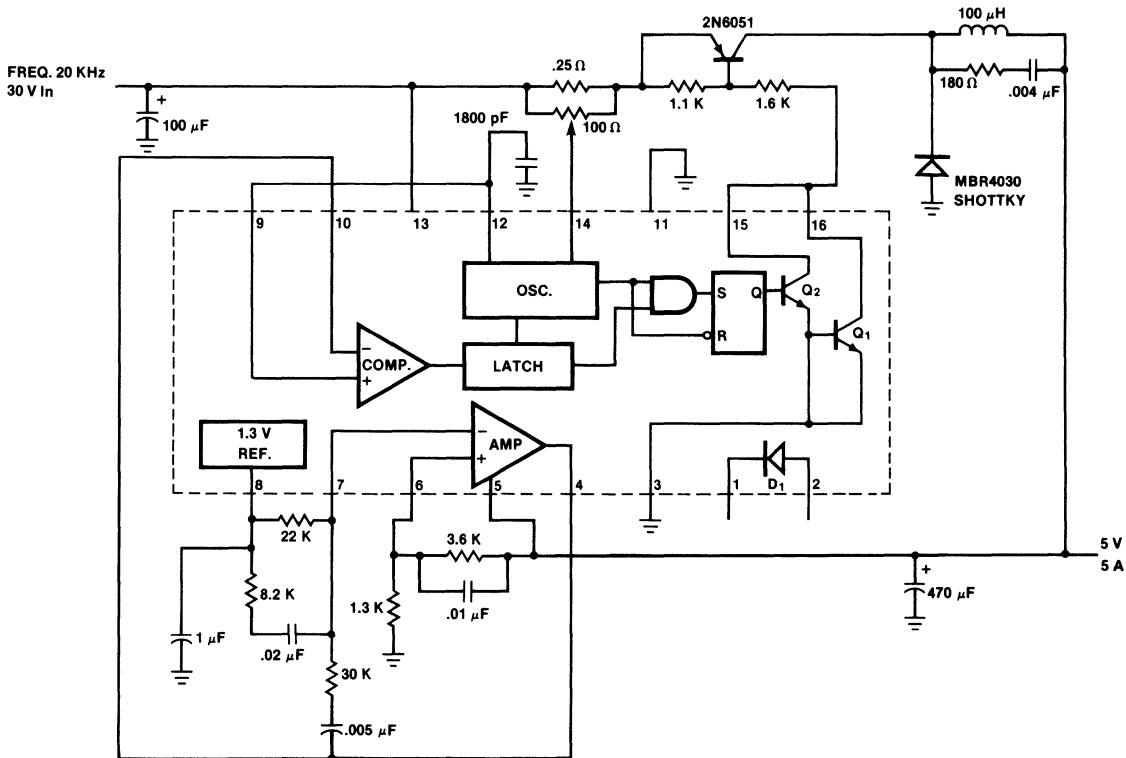 2N6051
100 μH
FREQ. 20 KHz
30 V In
.25 Ω
100 Ω
1.1 K
1.6 K
180 Ω
.004 μF
+
100 μF
1800 pF
MBR4030
SHOTTKY
9
10
13
12
14
11
15
16
OSC.
S
Q
R
Q2
Q1
−
COMP.
+
LATCH
1.3 V
REF.
−
AMP
+
D1
8
7
6
5
4
3
1
2
22 K
3.6 K
5 V
5 A
8.2 K
1.3 K
.01 μF
+
470 μF
1 μF
.02 μF
30 K
.005 μF